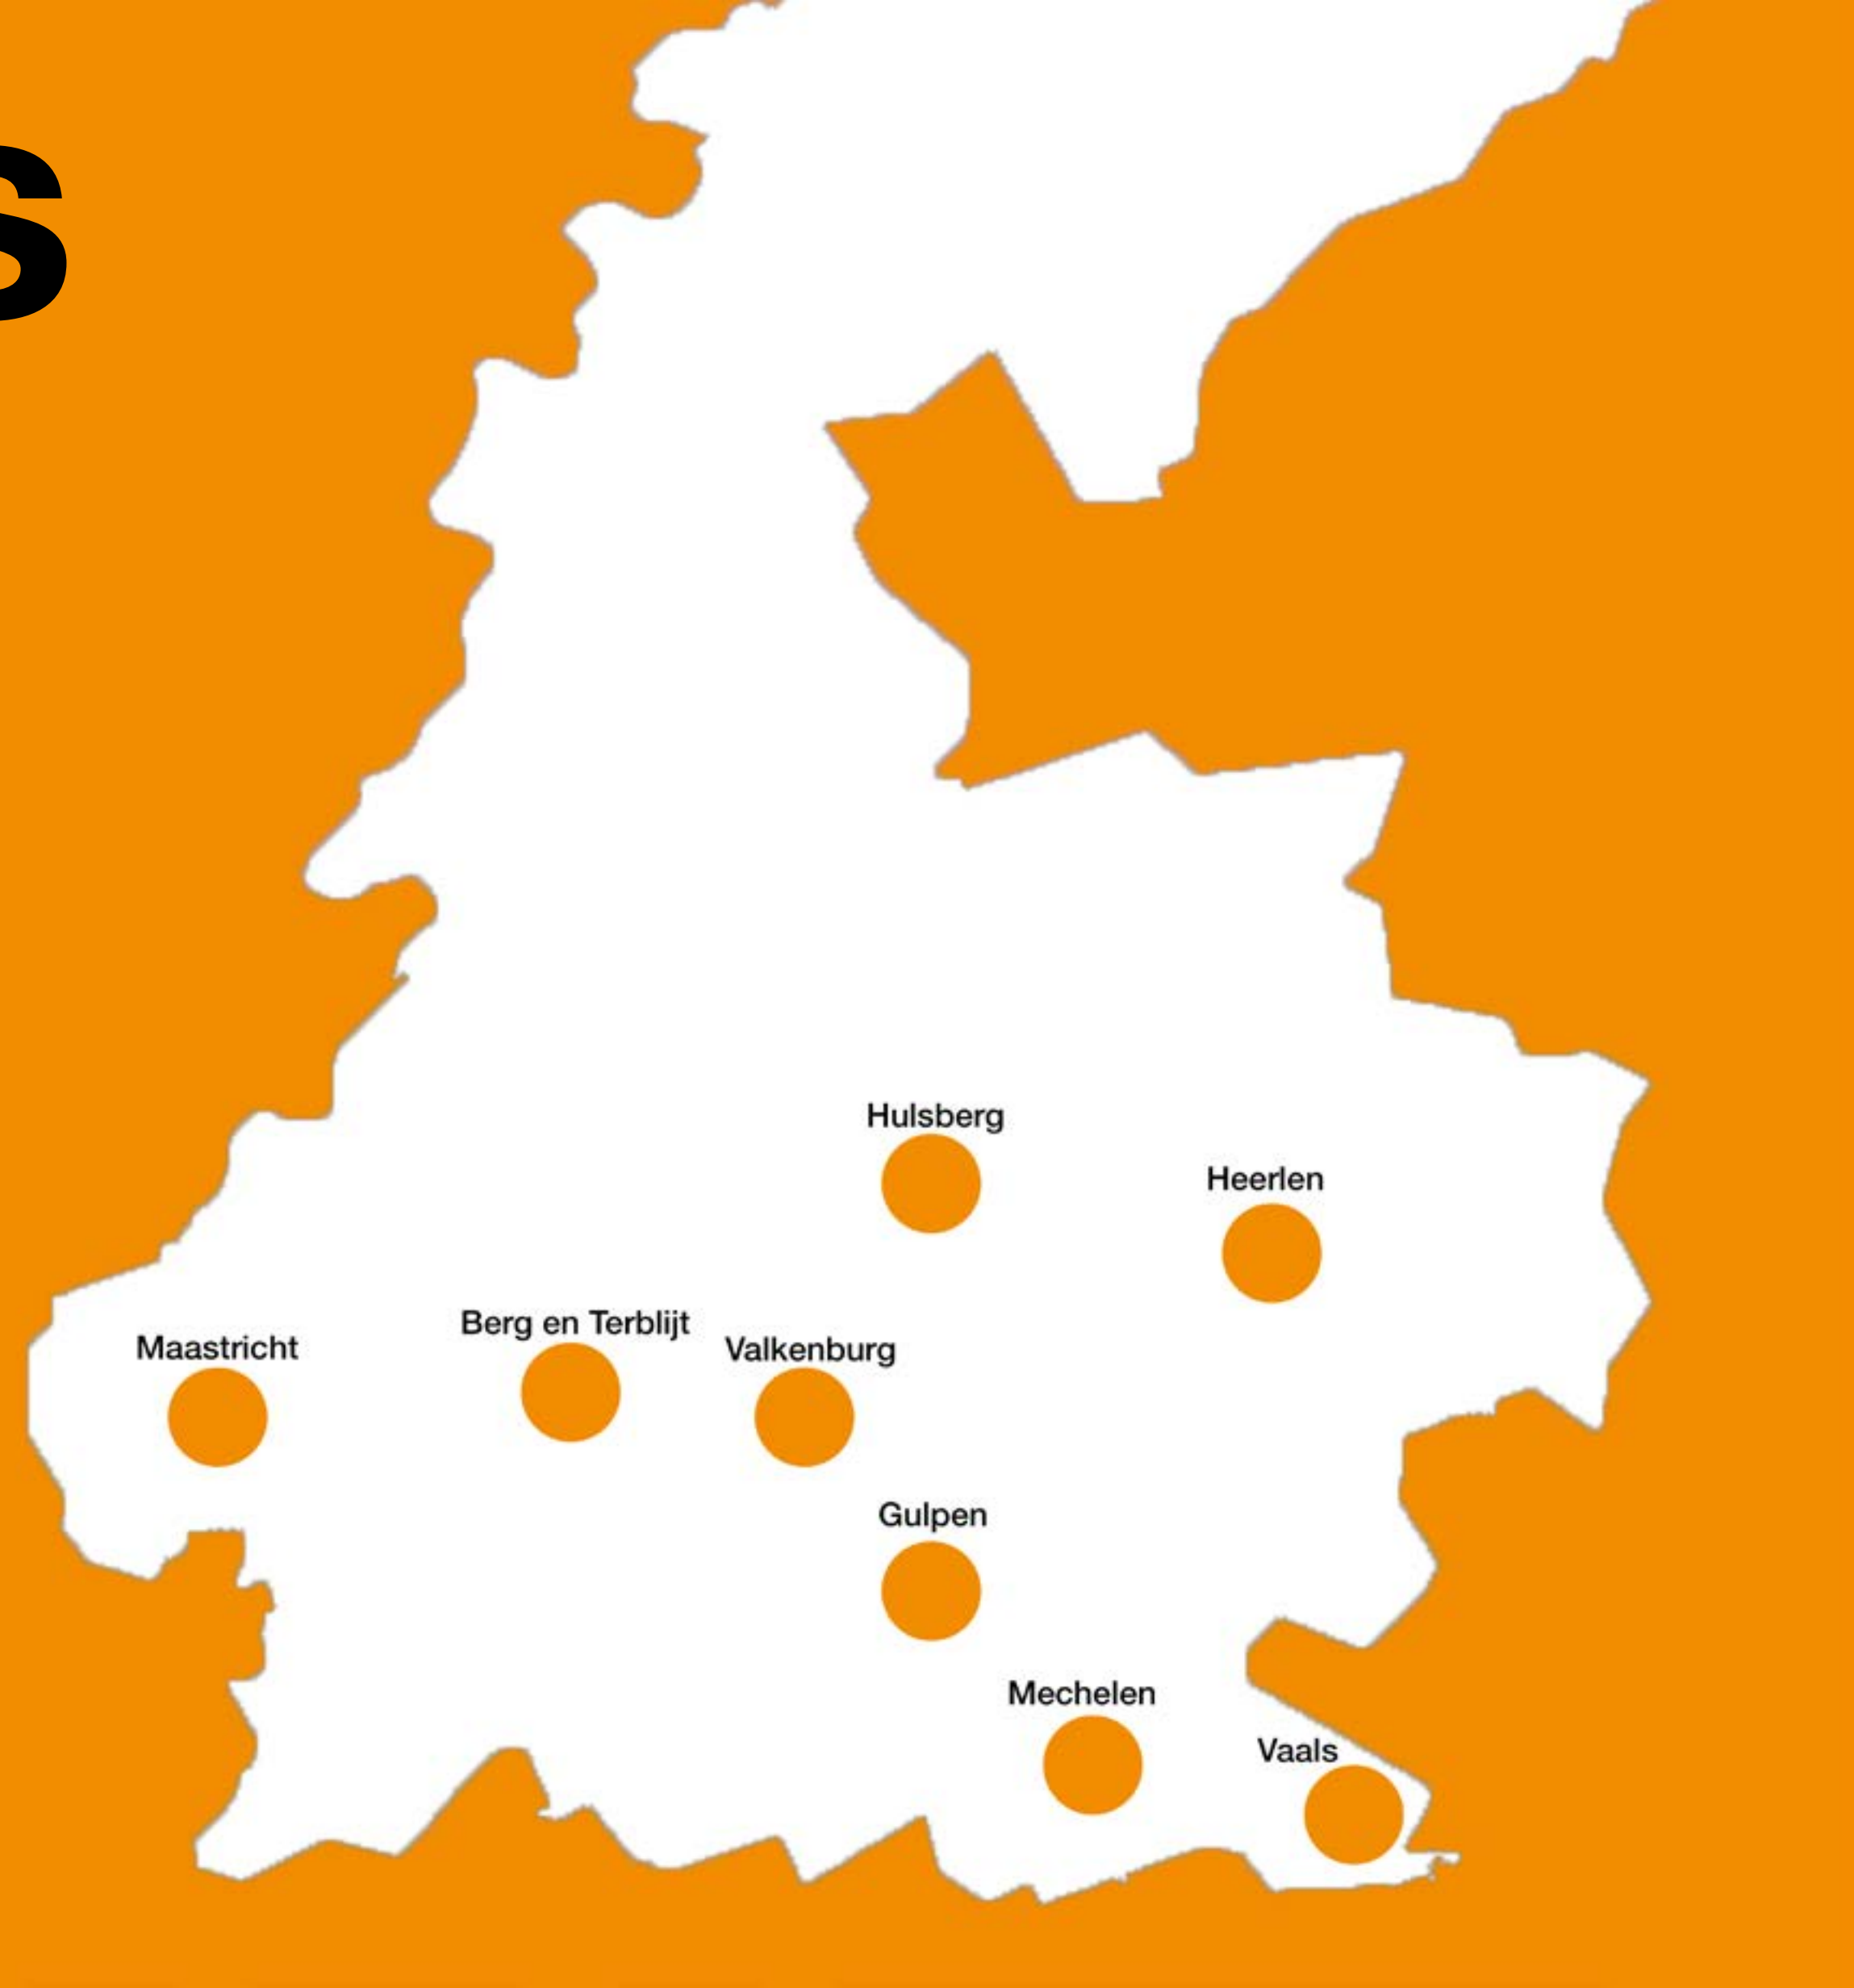 s
Hulsberg
Heerlen
Berg en Terblijt
Maastricht
Valkenburg
Gulpen
Mechelen
Vaals